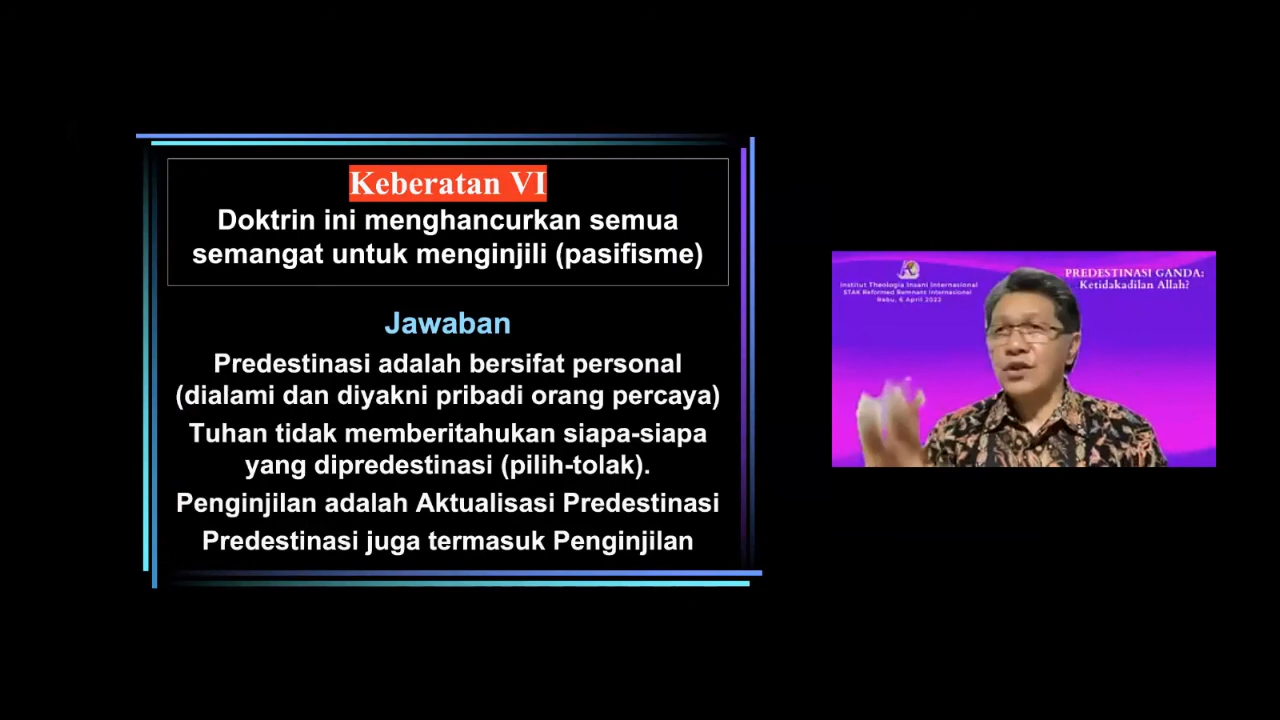 Keberatan VI
Doktrin ini menghancurkan semua
semangat untuk menginjili (pasifisme)
Jawaban
Predestinasi adalah bersifat personal
(dialami dan diyakni pribadi orang percaya)
Tuhan tidak memberitahukan siapa-siapa
yang dipredestinasi (pilih-tolak).
Penginjilan adalah Aktualisasi Predestinasi
Predestinasi juga termasuk Penginjilan
Institut Theologia Insani Internasional
STAK Reformed Remnant Internasional
Rabu, 6 April 2022
PREDESTINASI GANDA:
Ketidakadilan Allah?